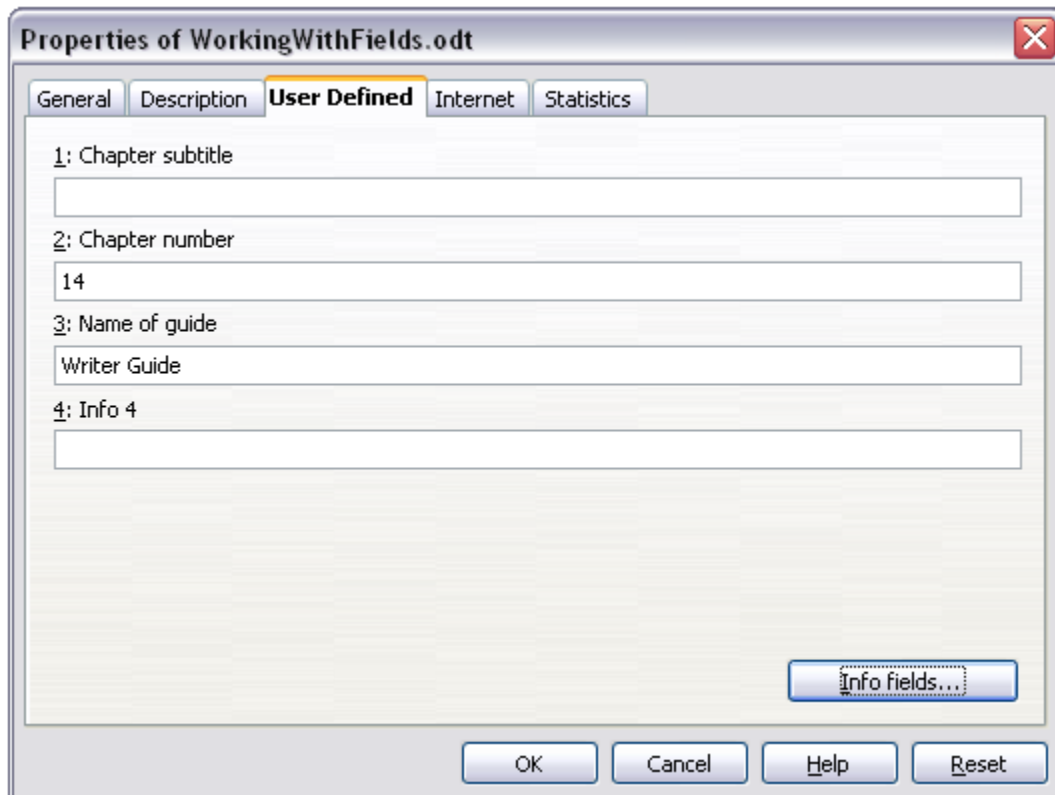 Properties of WorkingWithFields.odt
General Description User Defined Internet Statistics
1: Chapter subtitle
2: Chapter number
14
3: Name of guide
Writer Guide
4: Info 4
Info fields...
OK Cancel Help Reset